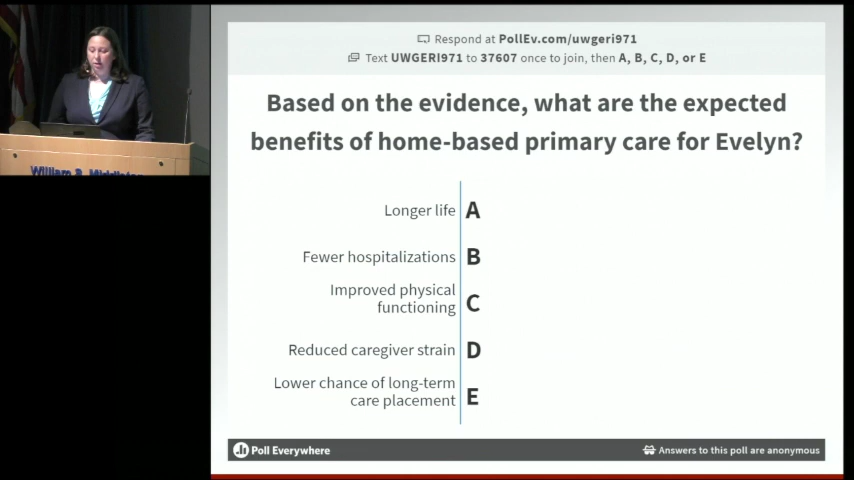 Respond at PollEv.com/uwgeri971
Text UWGERI971 to 37607 once to join, then A, B, C, D, or E
Based on the evidence, what are the expected
benefits of home-based primary care for Evelyn?
Longer life A
Fewer hospitalizations B
Improved physical
functioning C
Reduced caregiver strain D
Lower chance of long-term
care placement E
Poll Everywhere
Answers to this poll are anonymous
William S. Middleton